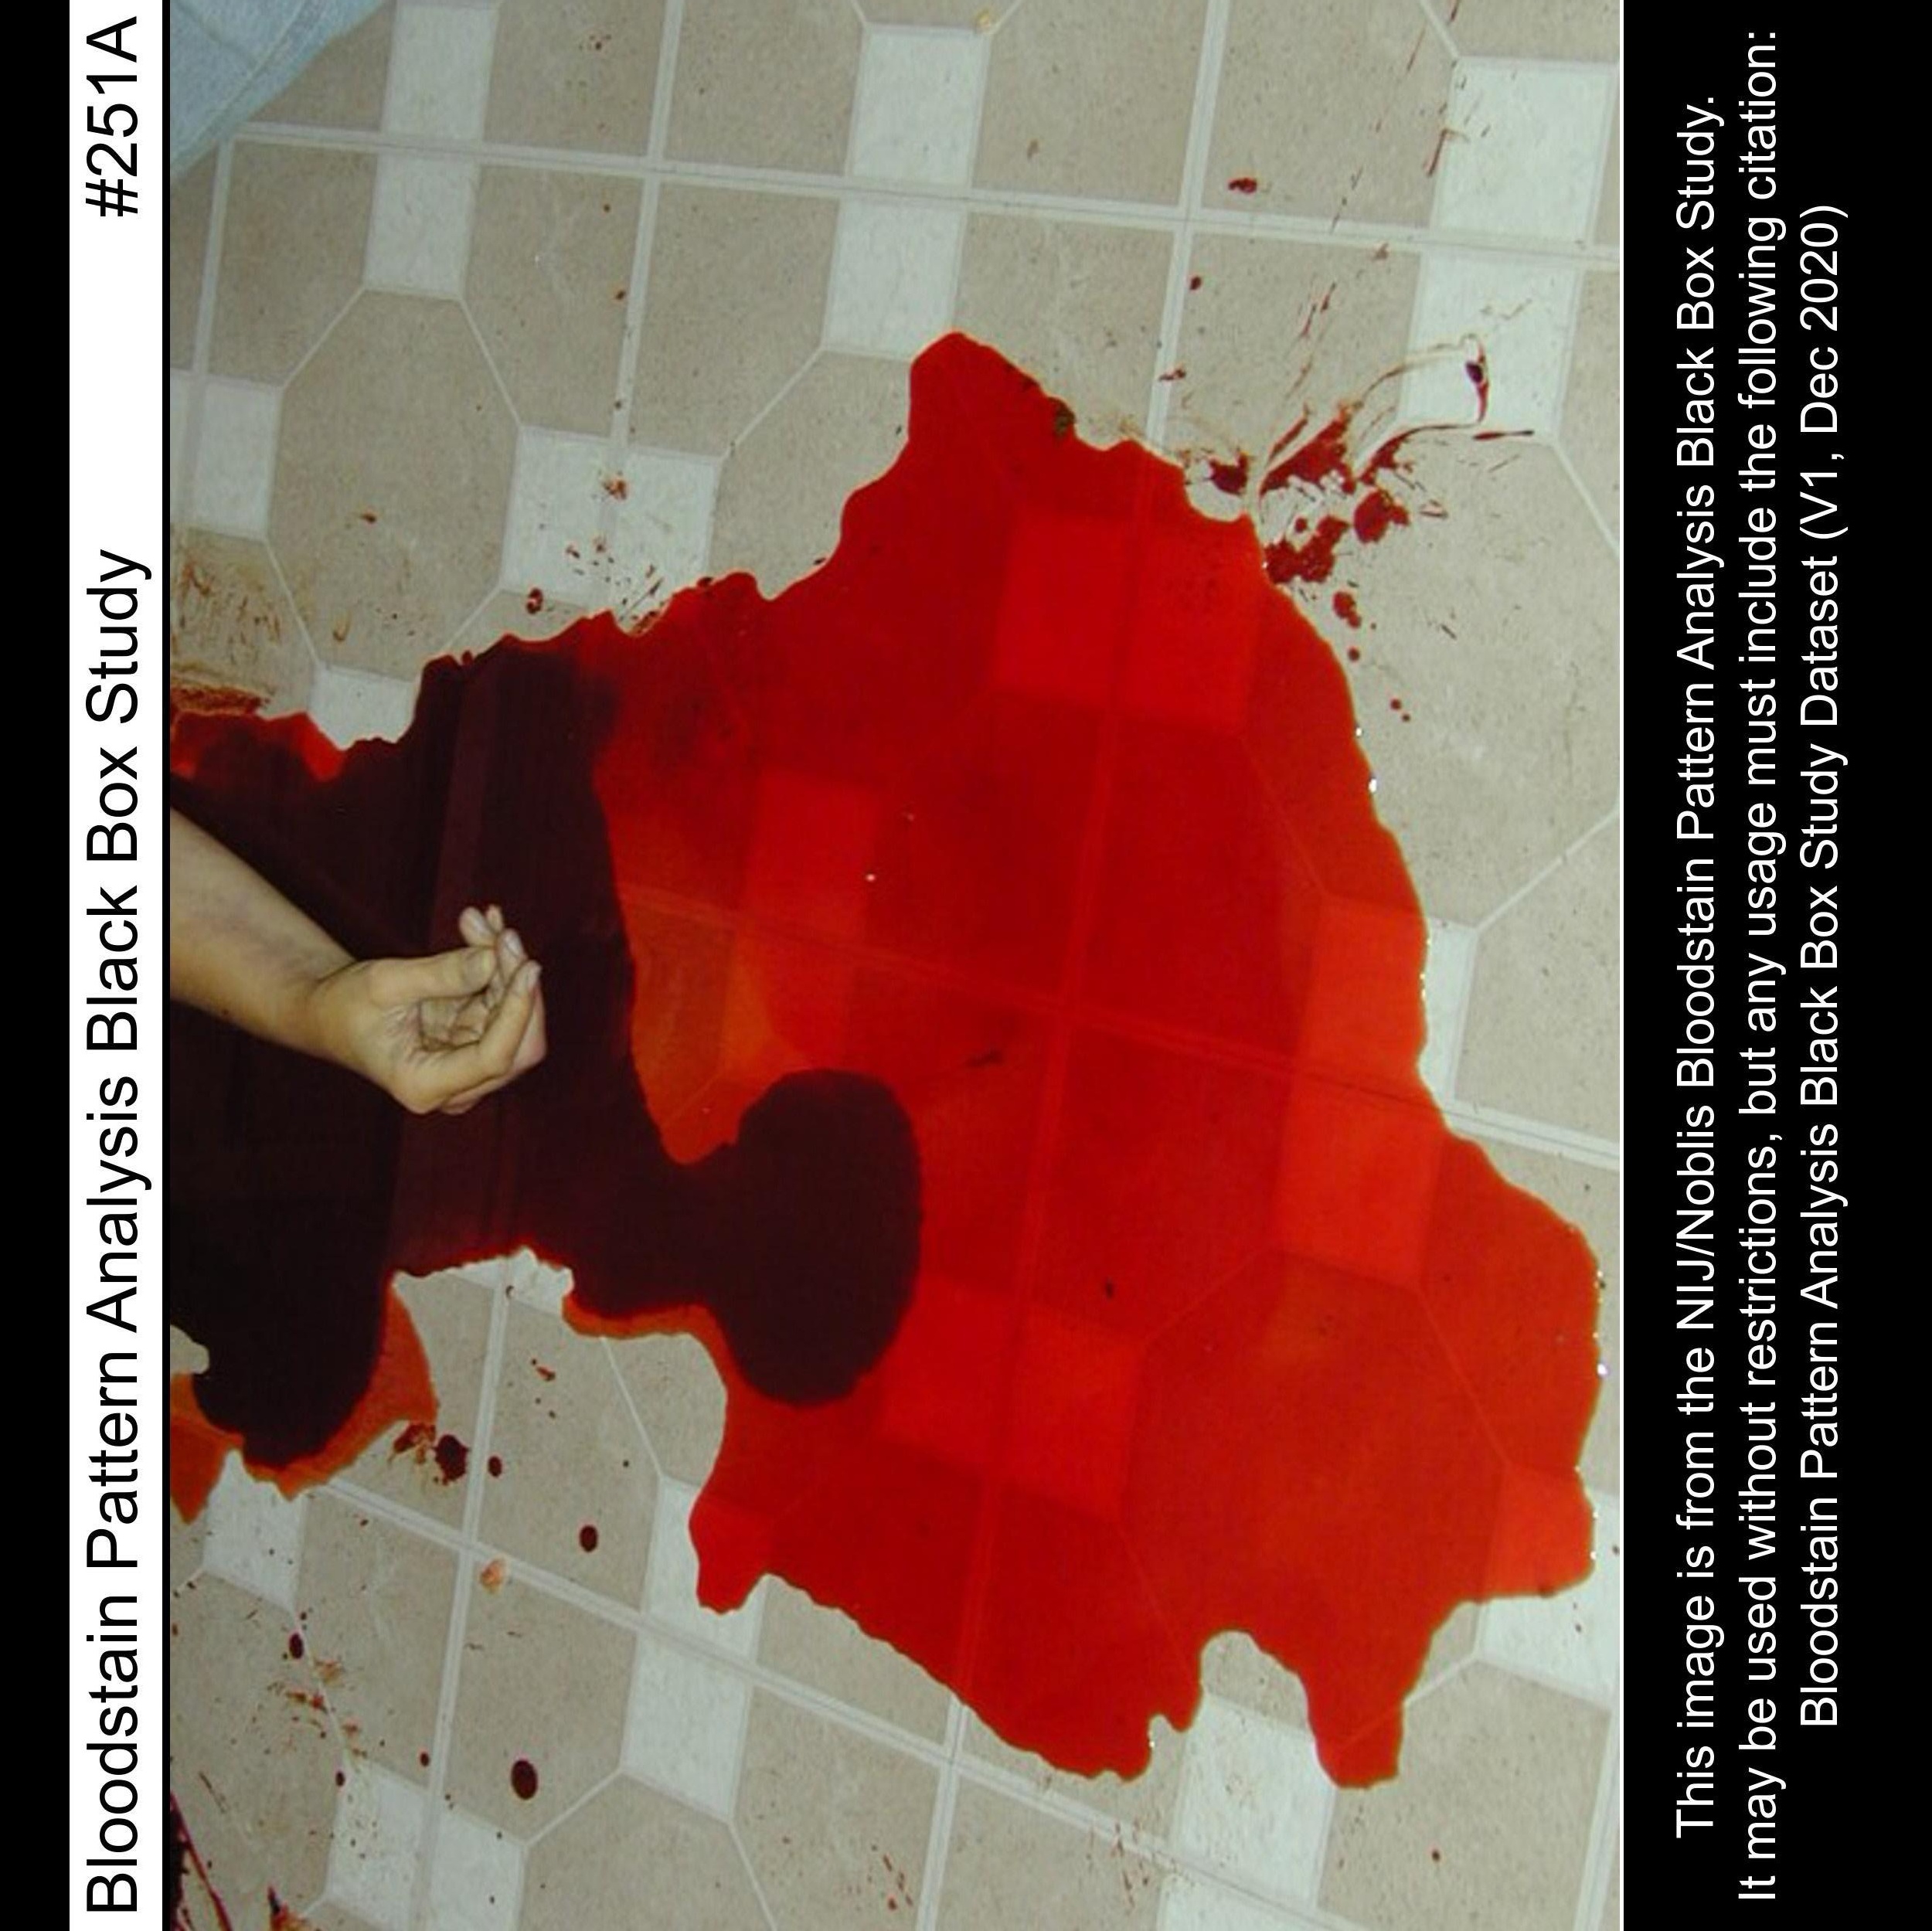 Bloodstain Pattern Analysis Black Box Study #251A
This image is from the NIJ/Noblis Bloodstain Pattern Analysis Black Box Study.
It may be used without restrictions, but any usage must include the following citation:
Bloodstain Pattern Analysis Black Box Study Dataset (V1, Dec 2020)